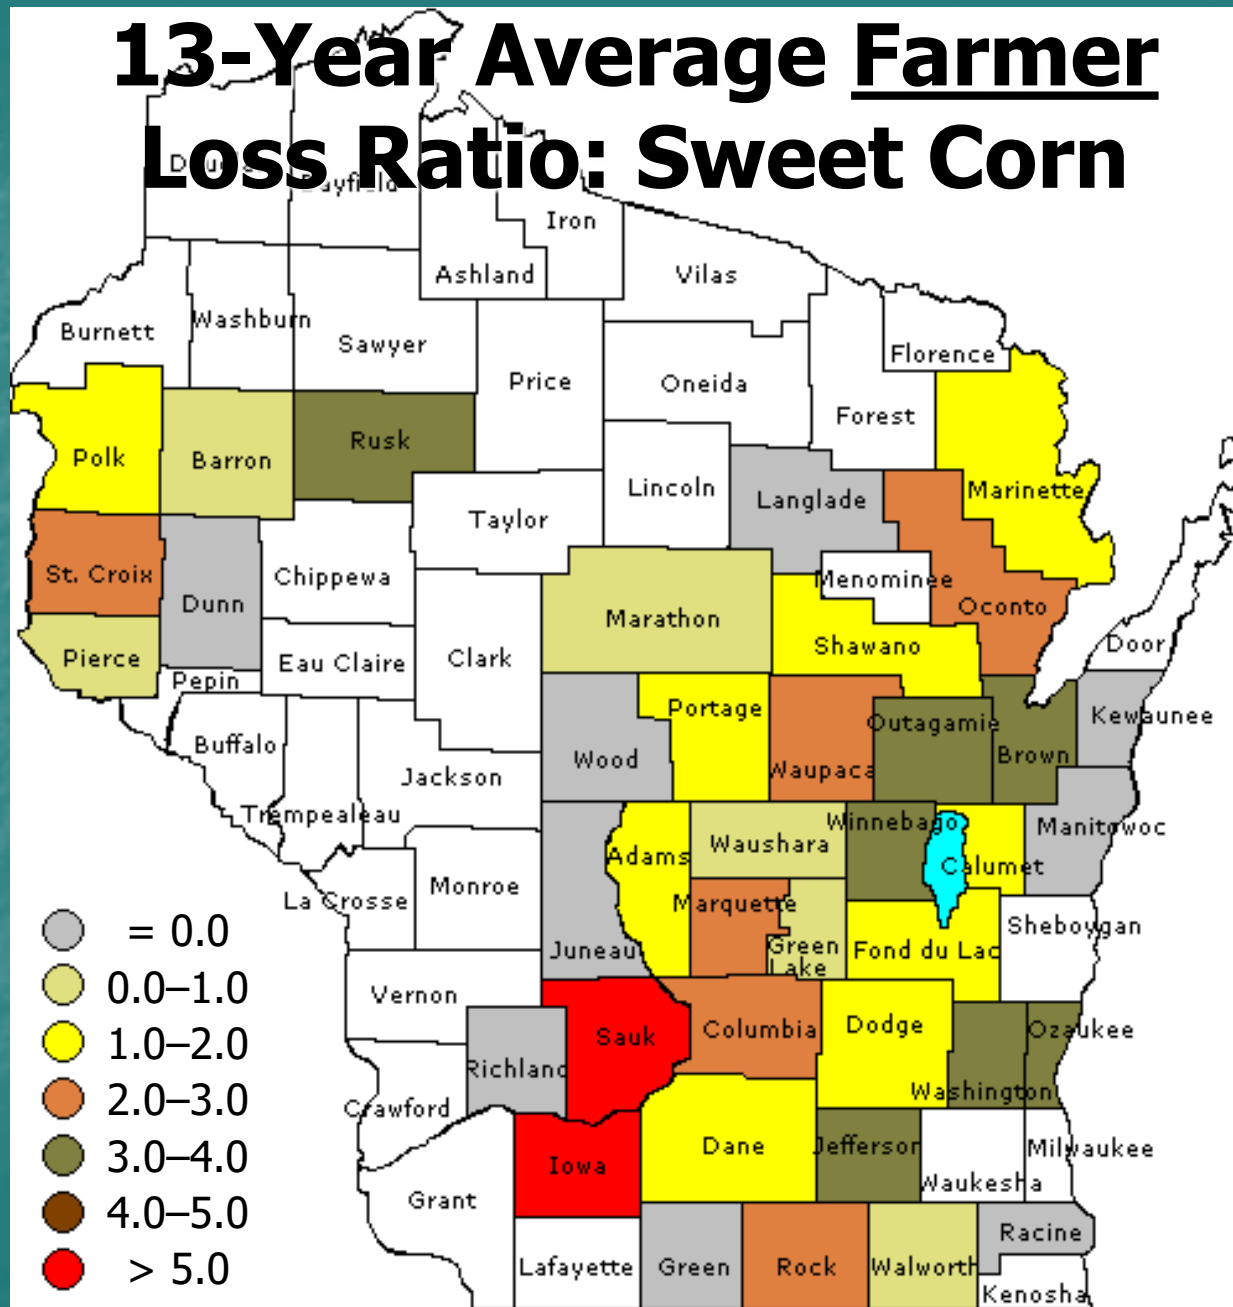 13-Year Average Farmer
Loss Ratio: Sweet Corn
Bayfield
Iron
Ashland
Vilas
Burnett
Washburn
Sawyer
Florence
Price
Oneida
Forest
Polk
Barron
Rusk
Lincoln
Langlade
Marinette
Taylor
St. Croix
Dunn
Chippewa
Menominee
Marathon
Oconto
Pierce
Eau Claire
Clark
Shawano
Door
Pepin
Portage
Kewaunee
Outagamie
Buffalo
Wood
Waupaca
Brown
Jackson
Trempealeau
Winnebago
Manitowoc
Adams
Waushara
Calumet
Monroe
La Crosse
Marquette
Sheboygan
Juneau
Green
Lake
Fond du Lac
Vernon
Sauk
Columbia
Dodge
Ozaukee
Richland
Washington
Crawford
Dane
Jefferson
Milwaukee
Iowa
Waukesha
Grant
Racine
Lafayette
Green
Rock
Walworth
Kenosha
= 0.0
0.0–1.0
1.0–2.0
2.0–3.0
3.0–4.0
4.0–5.0
> 5.0